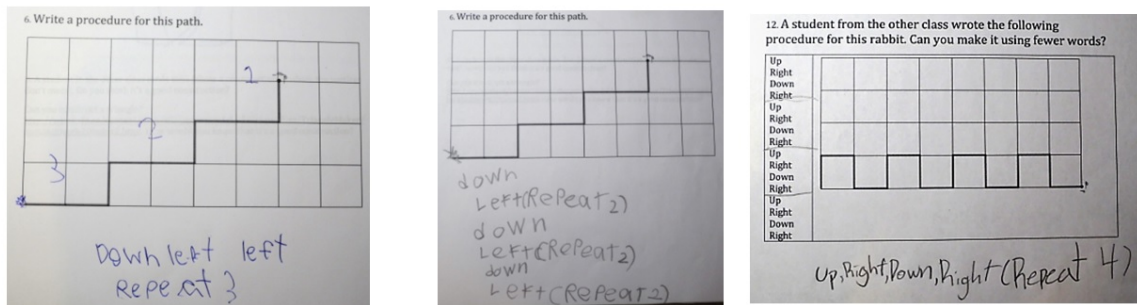 6. Write a procedure for this path.
1
2
3
Down left left
Repeat 3
6. Write a procedure for this path.
down
Left(RePeat 2)
down
Left(RePeat 2)
down
Left(RePeat 2)
12. A student from the other class wrote the following
procedure for this rabbit. Can you make it using fewer words?
Up
Right
Down
Right
Up
Right
Down
Right
Up
Right
Down
Right
Up
Right
Down
Right
Up,Right,Down,Right(Repeat 4)